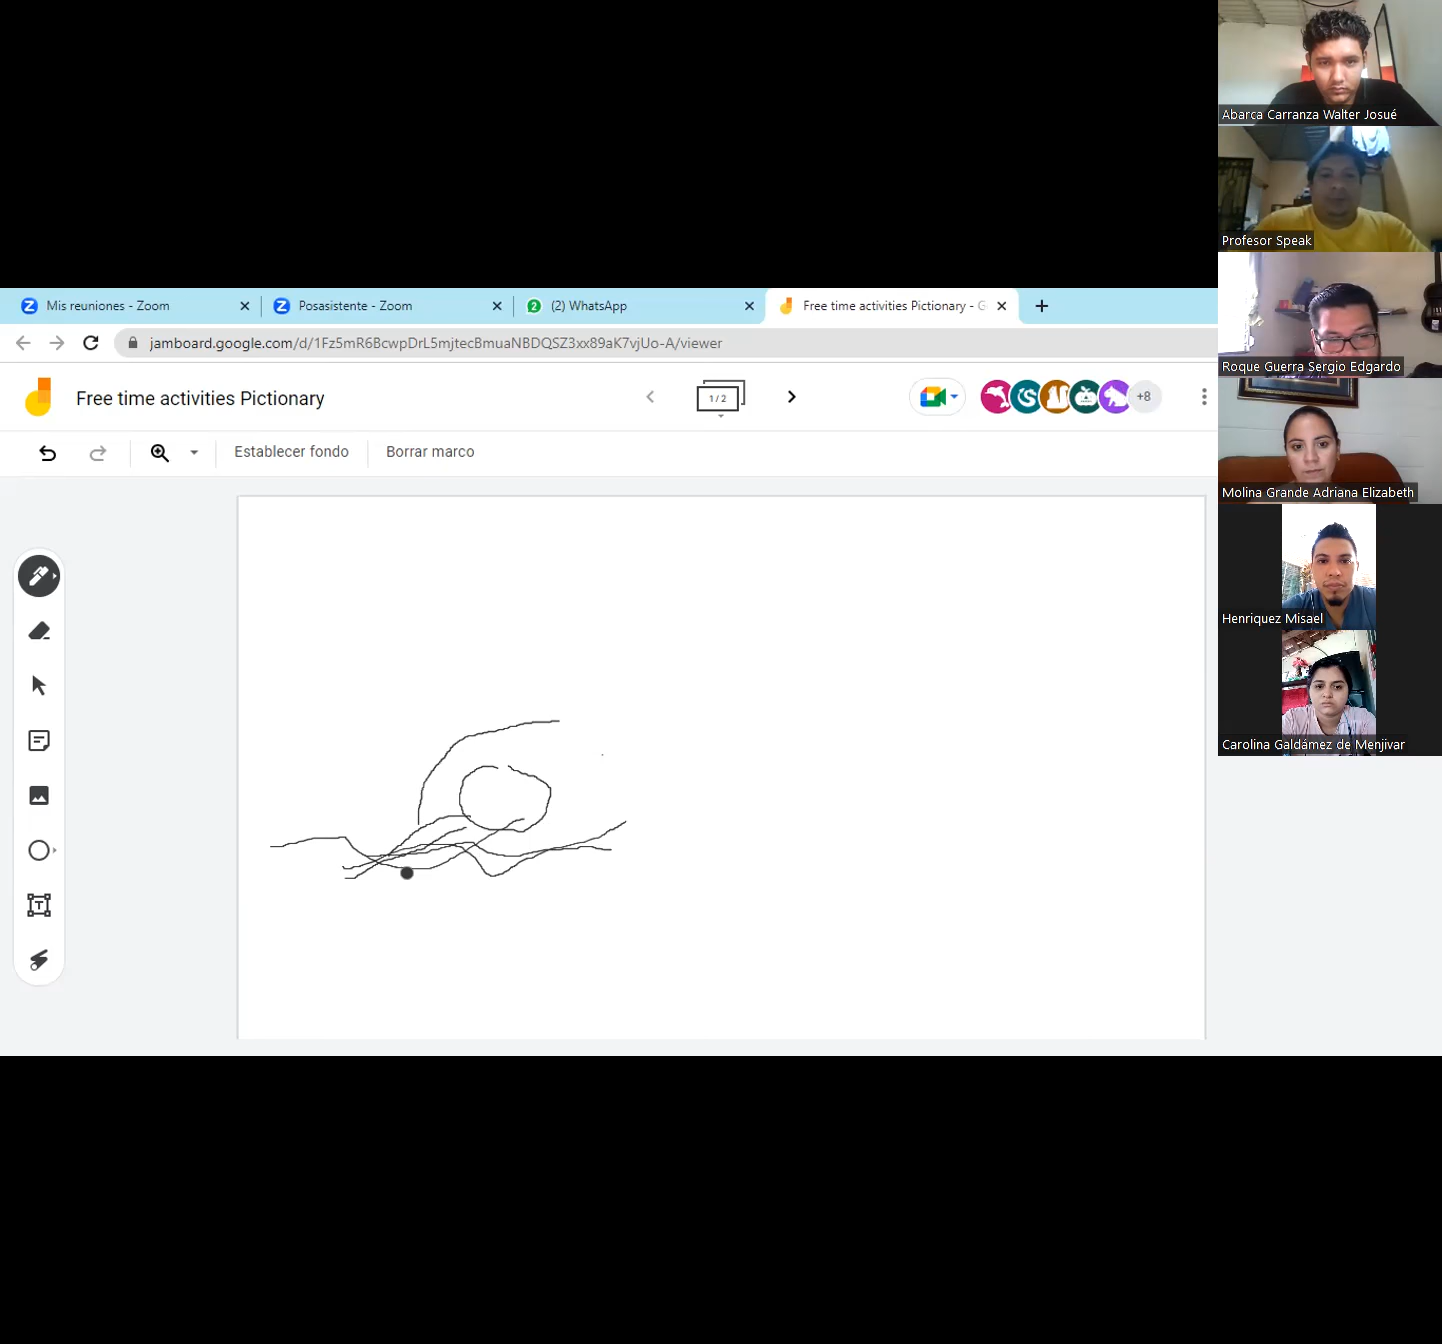 Abarca Carranza Walter Josué
Profesor Speak
Mis reuniones - Zoom
Posasistente - Zoom
2
(2) WhatsApp
Free time activities Pictionary - G
jamboard.google.com/d/1Fz5mR6BcwpDrL5mjtecBmuaNBDQSZ3xx89aK7vjUo-A/viewer
Roque Guerra Sergio Edgardo
Free time activities Pictionary
1 / 2
+8
Establecer fondo
Borrar marco
Molina Grande Adriana Elizabeth
T
Henriquez Misael
Carolina Galdámez de Menjivar